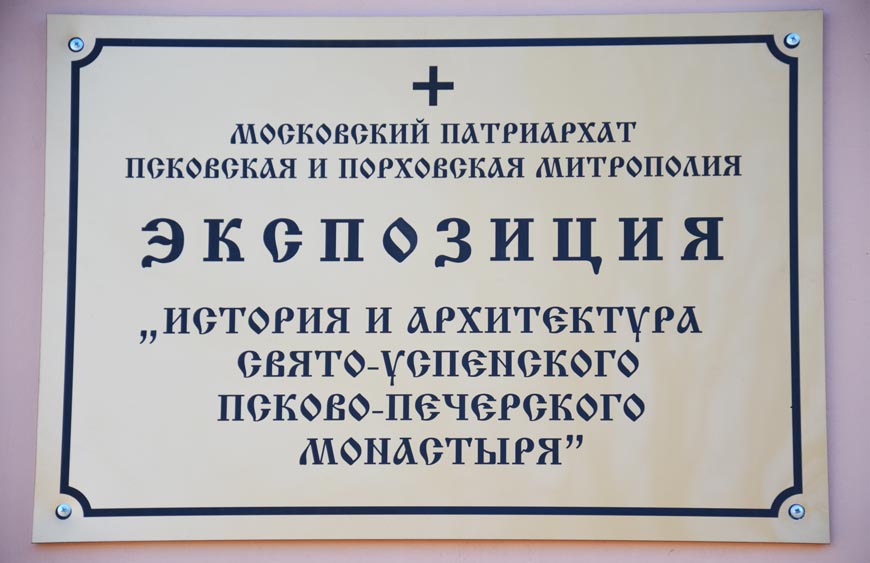 МОСКОВСКИЙ ПАТРИАРХАТ
ПСКОВСКАЯ И ПОРХОВСКАЯ МИТРОПОЛИЯ
ЭКСПОЗИЦИЯ
„ИСТОРИЯ И АРХИТЕКТУРА
СВЯТО-УСПЕНСКОГО
ПСКОВО-ПЕЧЕРСКОГО
МОНАСТЫРЯ”